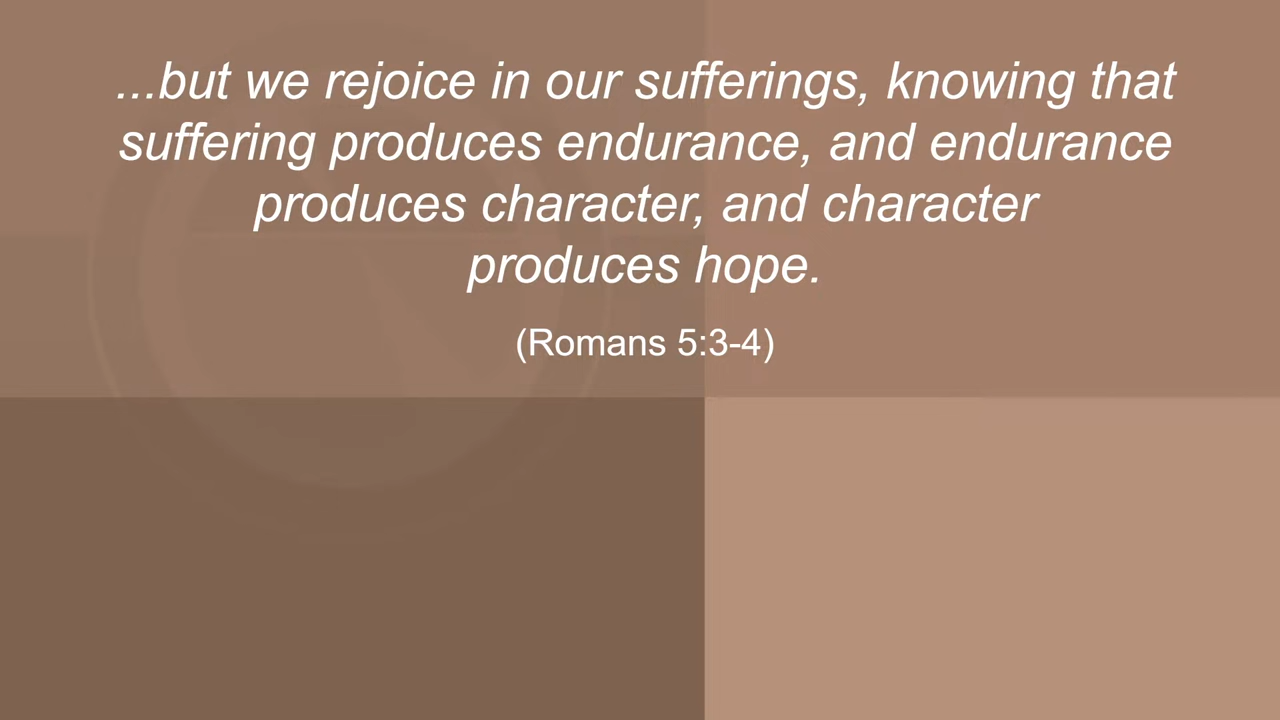 ...but we rejoice in our sufferings, knowing that
suffering produces endurance, and endurance
produces character, and character
produces hope.
(Romans 5:3-4)